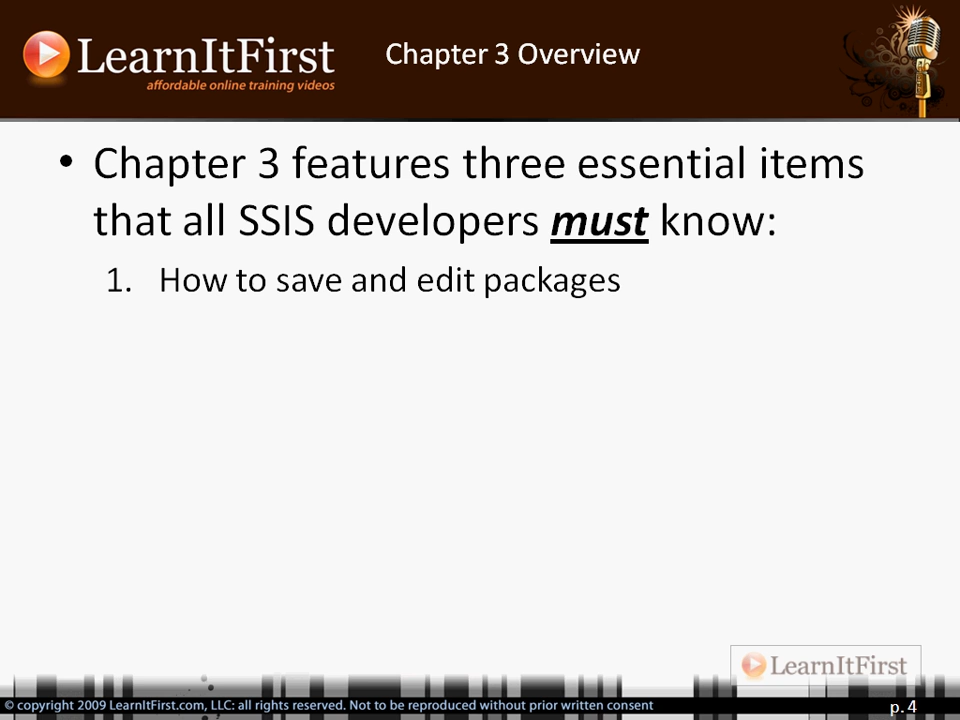 LearnItFirst
affordable online training videos
Chapter 3 Overview
• Chapter 3 features three essential items
that all SSIS developers must know:
1. How to save and edit packages
LearnItFirst
© copyright 2009 LearnItFirst.com, LLC: all rights reserved. Not to be reproduced without prior written consent
p. 4